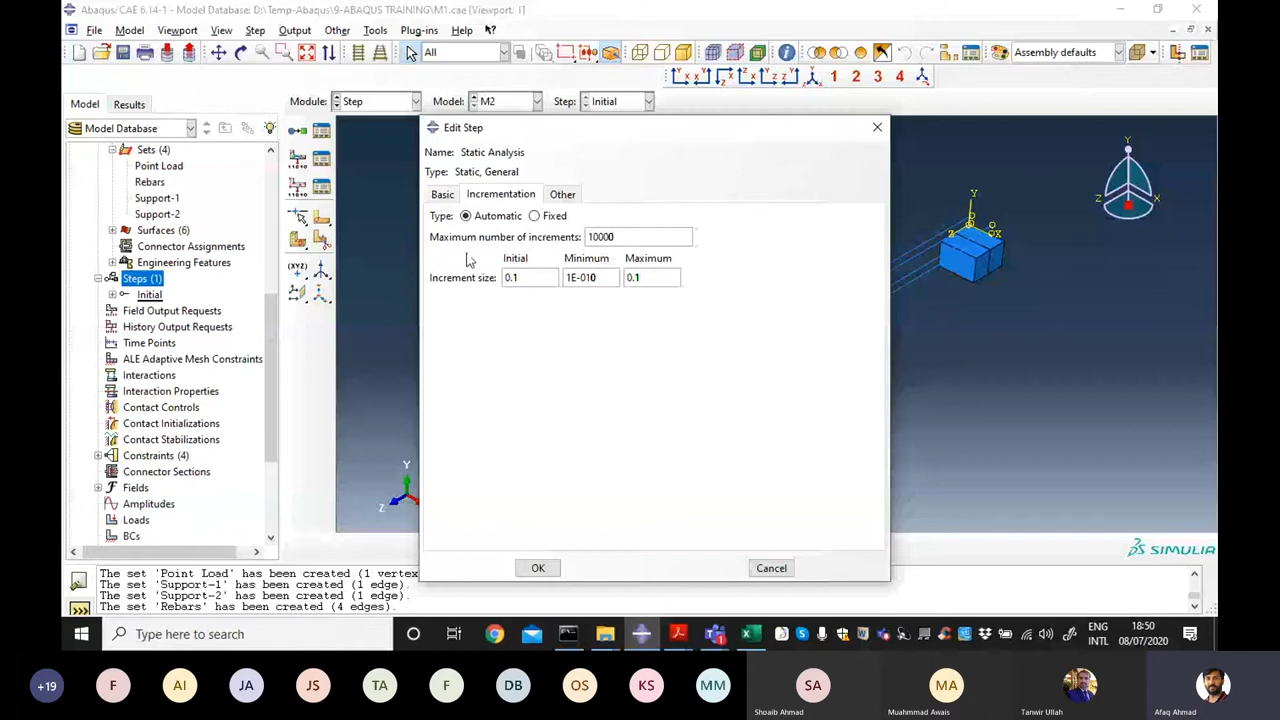 Abaqus/CAE 6.14-1 - Model Database: D:\Temp-Abaqus\9-ABAQUS TRAINING\M1.cae [Viewport: 1]
File Model Viewport View Step Output Other Tools Plug-ins Help
All
Assembly defaults
1 2 3 4
Model Results
Module: Step Model: M2 Step: Initial
Model Database
Sets (4)
Point Load
Rebars
Support-1
Support-2
Surfaces (6)
Connector Assignments
Engineering Features
Steps (1)
Initial
Field Output Requests
History Output Requests
Time Points
ALE Adaptive Mesh Constraints
Interactions
Interaction Properties
Contact Controls
Contact Initializations
Contact Stabilizations
Constraints (4)
Connector Sections
Fields
Amplitudes
Loads
BCs
Edit Step
Name: Static Analysis
Type: Static, General
Basic Incrementation Other
Type: Automatic Fixed
Maximum number of increments: 10000
Initial Minimum Maximum
Increment size: 0.1 1E-010 0.1
OK Cancel
Y
Z
Y
Z X
Y
Z X
SIMULIA
The set 'Point Load' has been created (1 vertex
The set 'Support-1' has been created (1 edge).
The set 'Support-2' has been created (1 edge).
The set 'Rebars' has been created (4 edges).
Type here to search
ENG
INTL
18:50
08/07/2020
+19 F AI JA JS TA F DB OS KS MM SA MA
Shoaib Ahmad Muahmmad Awais Tanwir Ullah Afaq Ahmad